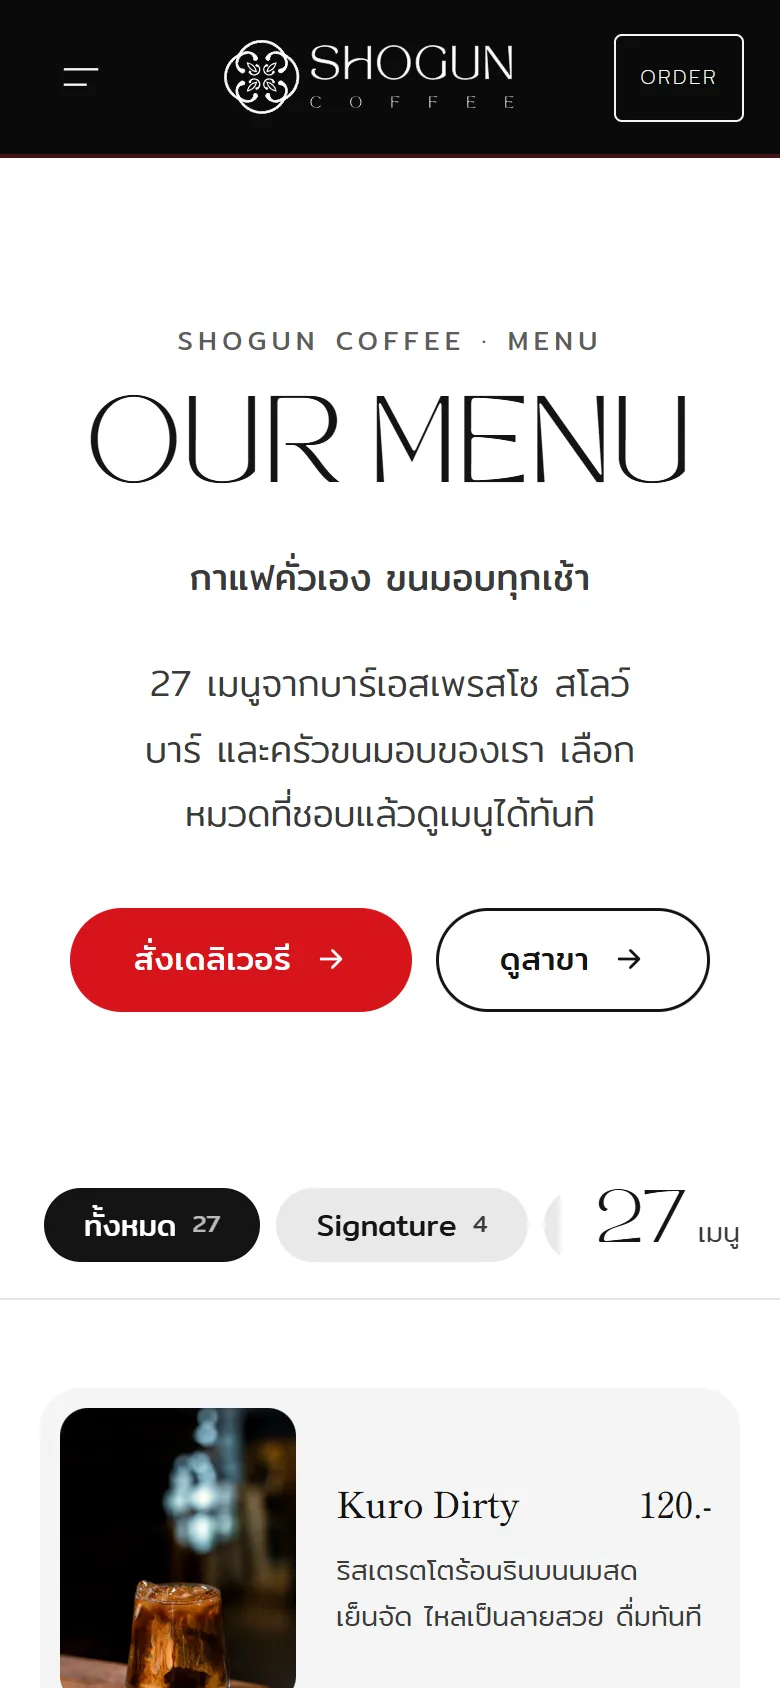 SHOGUN
COFFEE
ORDER
SHOGUN COFFEE · MENU
OUR MENU
กาแฟคั่วเอง ขนมอบทุกเช้า
27 เมนูจากบาร์เอสเพรสโซ สโลว์
บาร์ และครัวขนมอบของเรา เลือก
หมวดที่ชอบแล้วดูเมนูได้ทันที
สั่งเดลิเวอรี →
ดูสาขา →
ทั้งหมด 27
Signature 4
27 เมนู
Kuro Dirty 120.-
ริสเตรตโตร้อนรินบนนมสด
เย็นจัด ไหลเป็นลายสวย ดื่มทันที